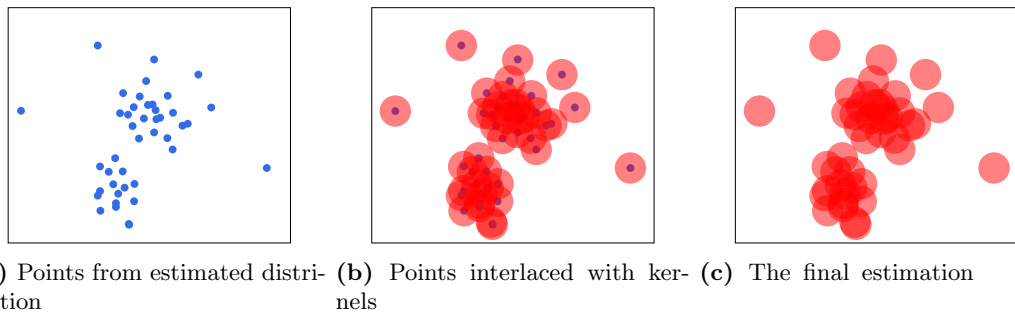 ) Points from estimated distri-
tion
(b) Points interlaced with ker-
nels
(c) The final estimation